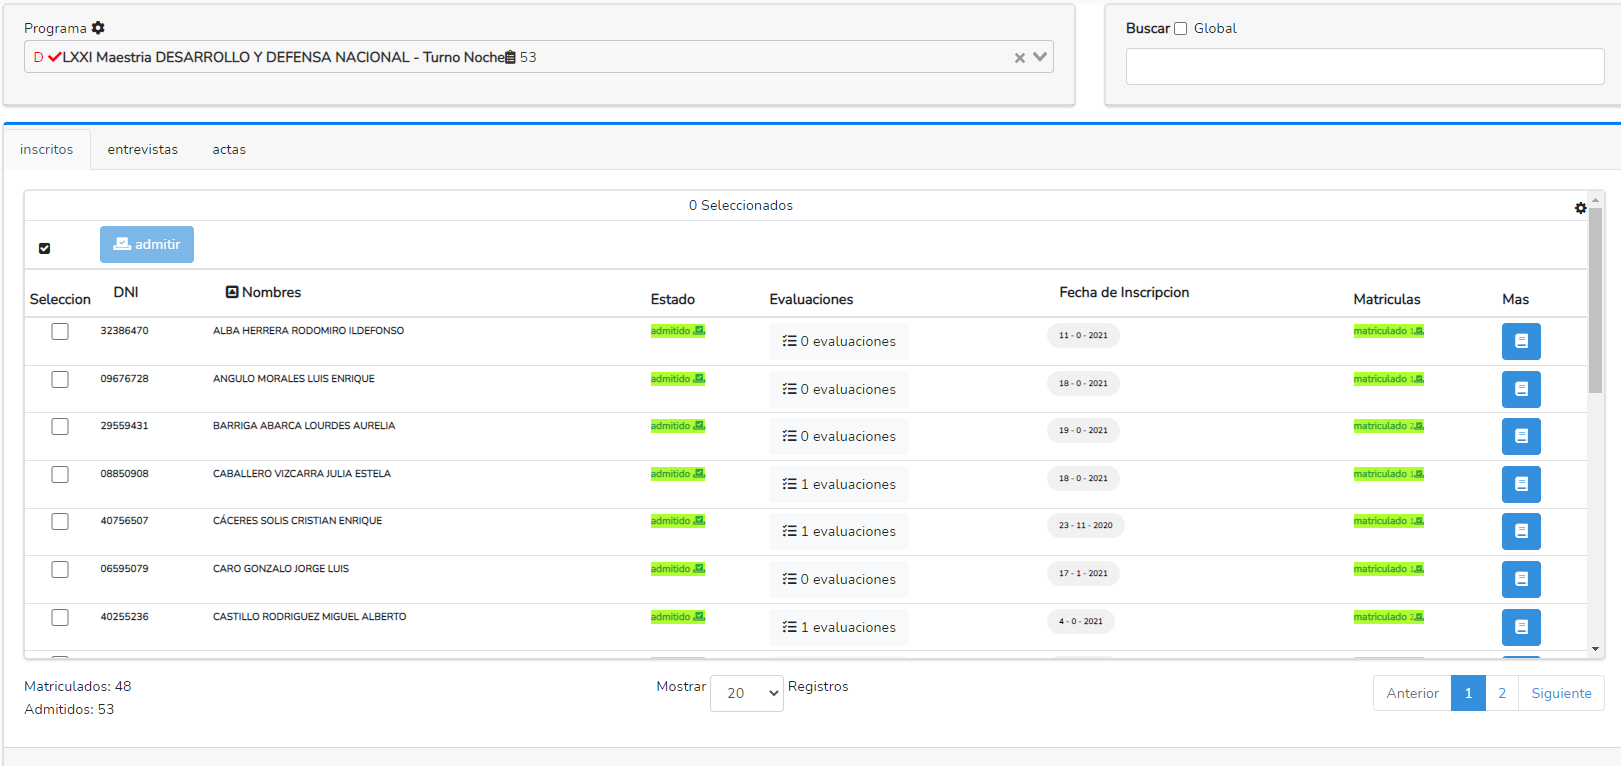 Programa
Buscar Global
D LXXI Maestria DESARROLLO Y DEFENSA NACIONAL - Turno Noche 53
inscritos entrevistas actas
0 Seleccionados
admitir
Seleccion DNI Nombres Estado Evaluaciones Fecha de Inscripcion Matriculas Mas
32386470 ALBA HERRERA RODOMIRO ILDEFONSO admitido 0 evaluaciones 11 - 0 - 2021 matriculado 1
09676728 ANGULO MORALES LUIS ENRIQUE admitido 0 evaluaciones 18 - 0 - 2021 matriculado 1
29559431 BARRIGA ABARCA LOURDES AURELIA admitido 0 evaluaciones 19 - 0 - 2021 matriculado 2
08850908 CABALLERO VIZCARRA JULIA ESTELA admitido 1 evaluaciones 18 - 0 - 2021 matriculado 1
40756507 CÁCERES SOLIS CRISTIAN ENRIQUE admitido 1 evaluaciones 23 - 11 - 2020 matriculado 1
06595079 CARO GONZALO JORGE LUIS admitido 0 evaluaciones 17 - 1 - 2021 matriculado 1
40255236 CASTILLO RODRIGUEZ MIGUEL ALBERTO admitido 1 evaluaciones 4 - 0 - 2021 matriculado 2
Matriculados: 48
Admitidos: 53
Mostrar 20 Registros
Anterior 1 2 Siguiente